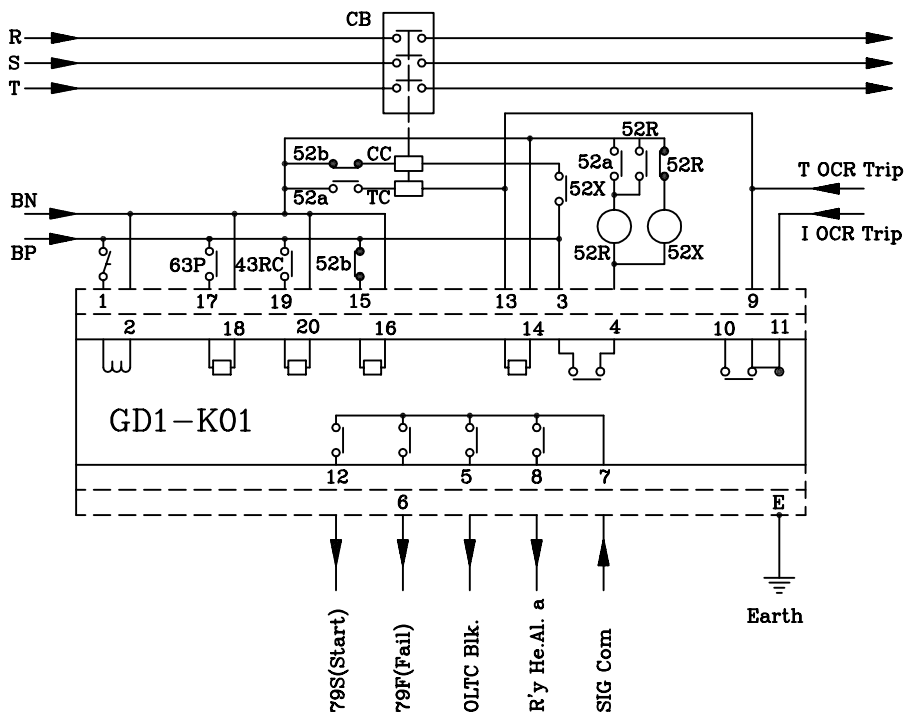 CB
R
S
T
52R
52b CC
52a 52R
52a TC 52X
T OCR Trip
BN
I OCR Trip
BP
63P 43RC 52b 52R 52X
1 17 19 15 13 3 9
2 18 20 16 14 4 10 11
GD1-K01
12 5 8 7
6 E
79S(Start)
79F(Fail)
OLTC Blk.
R'y He.Al. a
SIG Com
Earth